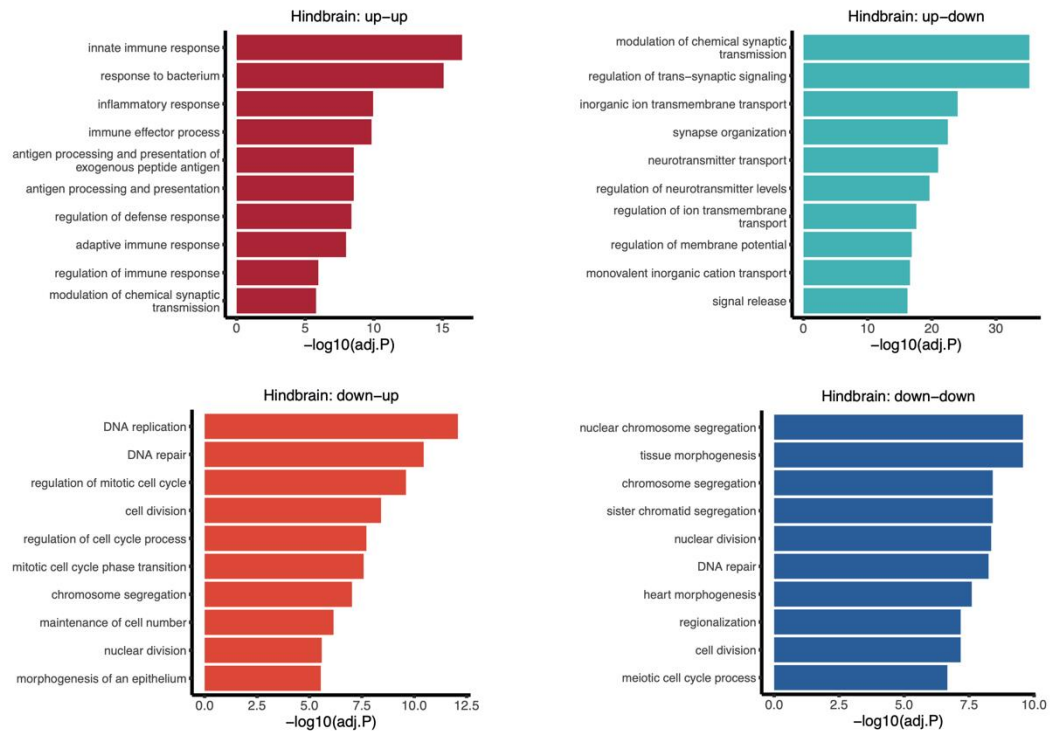 Hindbrain: up-up
innate immune response
response to bacterium
inflammatory response
immune effector process
antigen processing and presentation of
exogenous peptide antigen
antigen processing and presentation
regulation of defense response
adaptive immune response
regulation of immune response
modulation of chemical synaptic
transmission
0 5 10 15
−log10(adj.P)
Hindbrain: up-down
modulation of chemical synaptic
transmission
regulation of trans−synaptic signaling
inorganic ion transmembrane transport
synapse organization
neurotransmitter transport
regulation of neurotransmitter levels
regulation of ion transmembrane
transport
regulation of membrane potential
monovalent inorganic cation transport
signal release
0 10 20 30
−log10(adj.P)
Hindbrain: down-up
DNA replication
DNA repair
regulation of mitotic cell cycle
cell division
regulation of cell cycle process
mitotic cell cycle phase transition
chromosome segregation
maintenance of cell number
nuclear division
morphogenesis of an epithelium
0.0 2.5 5.0 7.5 10.0 12.5
−log10(adj.P)
Hindbrain: down-down
nuclear chromosome segregation
tissue morphogenesis
chromosome segregation
sister chromatid segregation
nuclear division
DNA repair
heart morphogenesis
regionalization
cell division
meiotic cell cycle process
0.0 2.5 5.0 7.5 10.0
−log10(adj.P)